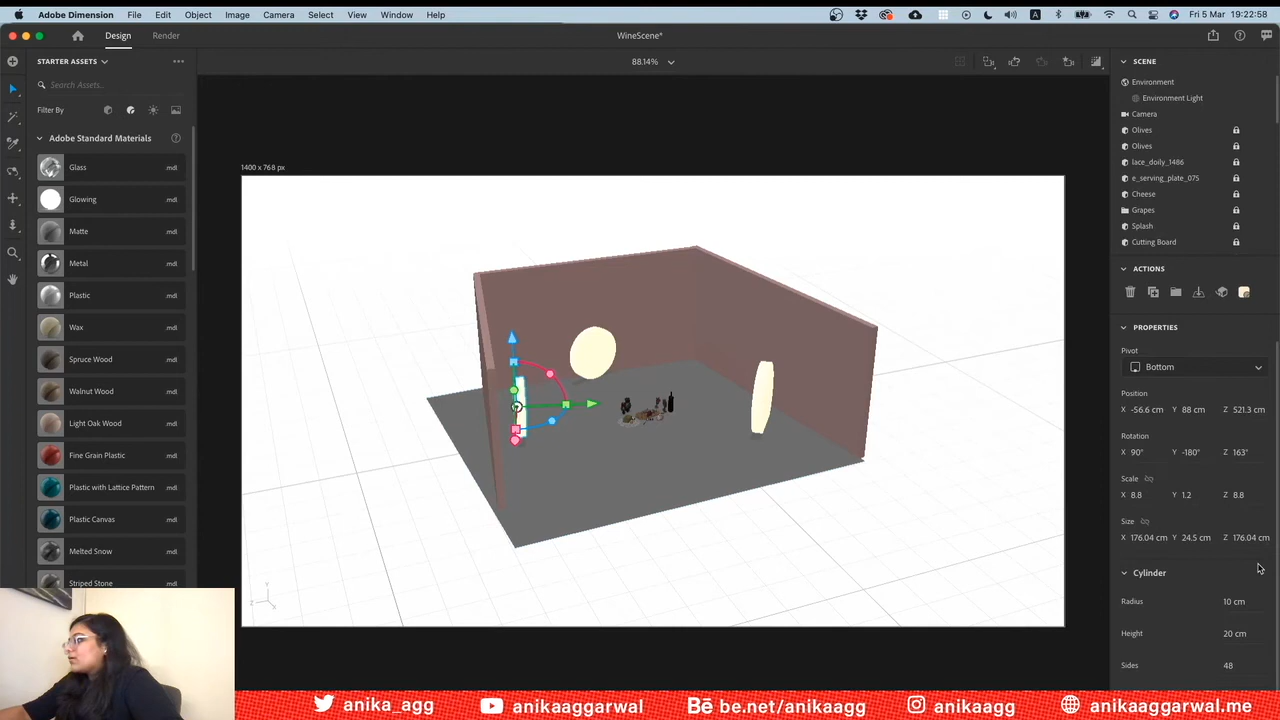 Adobe Dimension File Edit Object Image Camera Select View Window Help A Fri 5 Mar 19:22:58
Design Render WineScene*
STARTER ASSETS
88.14%
Search Assets..
Filter By
Adobe Standard Materials
Glass .mdl
Glowing .mdl
Matte .mdl
Metal .mdl
Plastic .mdl
Wax .mdl
Spruce Wood .mdl
Walnut Wood .mdl
Light Oak Wood .mdl
Fine Grain Plastic .mdl
Plastic with Lattice Pattern .mdl
Plastic Canvas .mdl
Melted Snow .mdl
Striped Stone .mdl
1400 x 768 px
Y
Z X
SCENE
Environment
Environment Light
Camera
Olives
Olives
lace_doily_1486
e_serving_plate_075
Cheese
Grapes
Splash
Cutting Board
ACTIONS
PROPERTIES
Pivot
Bottom
Position
X -56.6 cm Y 88 cm Z 521.3 cm
Rotation
X 90° Y -180° Z 163°
Scale
X 8.8 Y 1.2 Z 8.8
Size
X 176.04 cm Y 24.5 cm Z 176.04 cm
Cylinder
Radius 10 cm
Height 20 cm
Sides 48
anika_agg anikaaggarwal be.net/anikaagg anikaagg anikaaggarwal.me